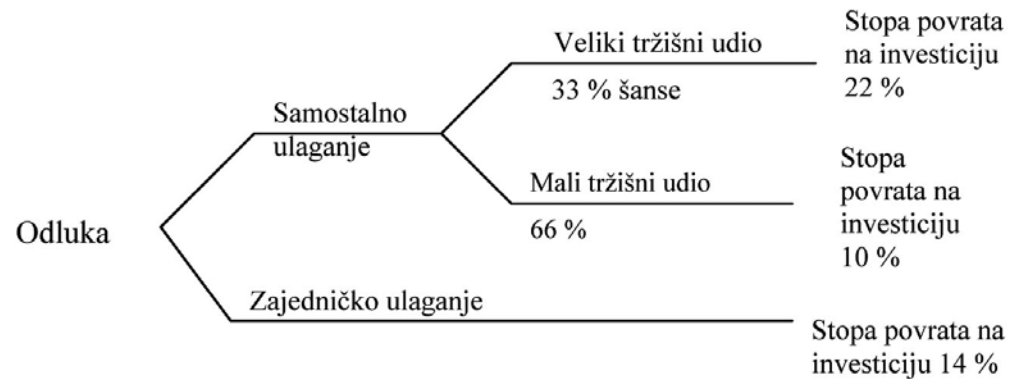 Veliki tržišni udio
33 % šanse
Stopa povrata
na investiciju
22 %
Samostalno
ulaganje
Mali tržišni udio
66 %
Stopa
povrata na
investiciju
10 %
Odluka
Zajedničko ulaganje
Stopa povrata na
investiciju 14 %